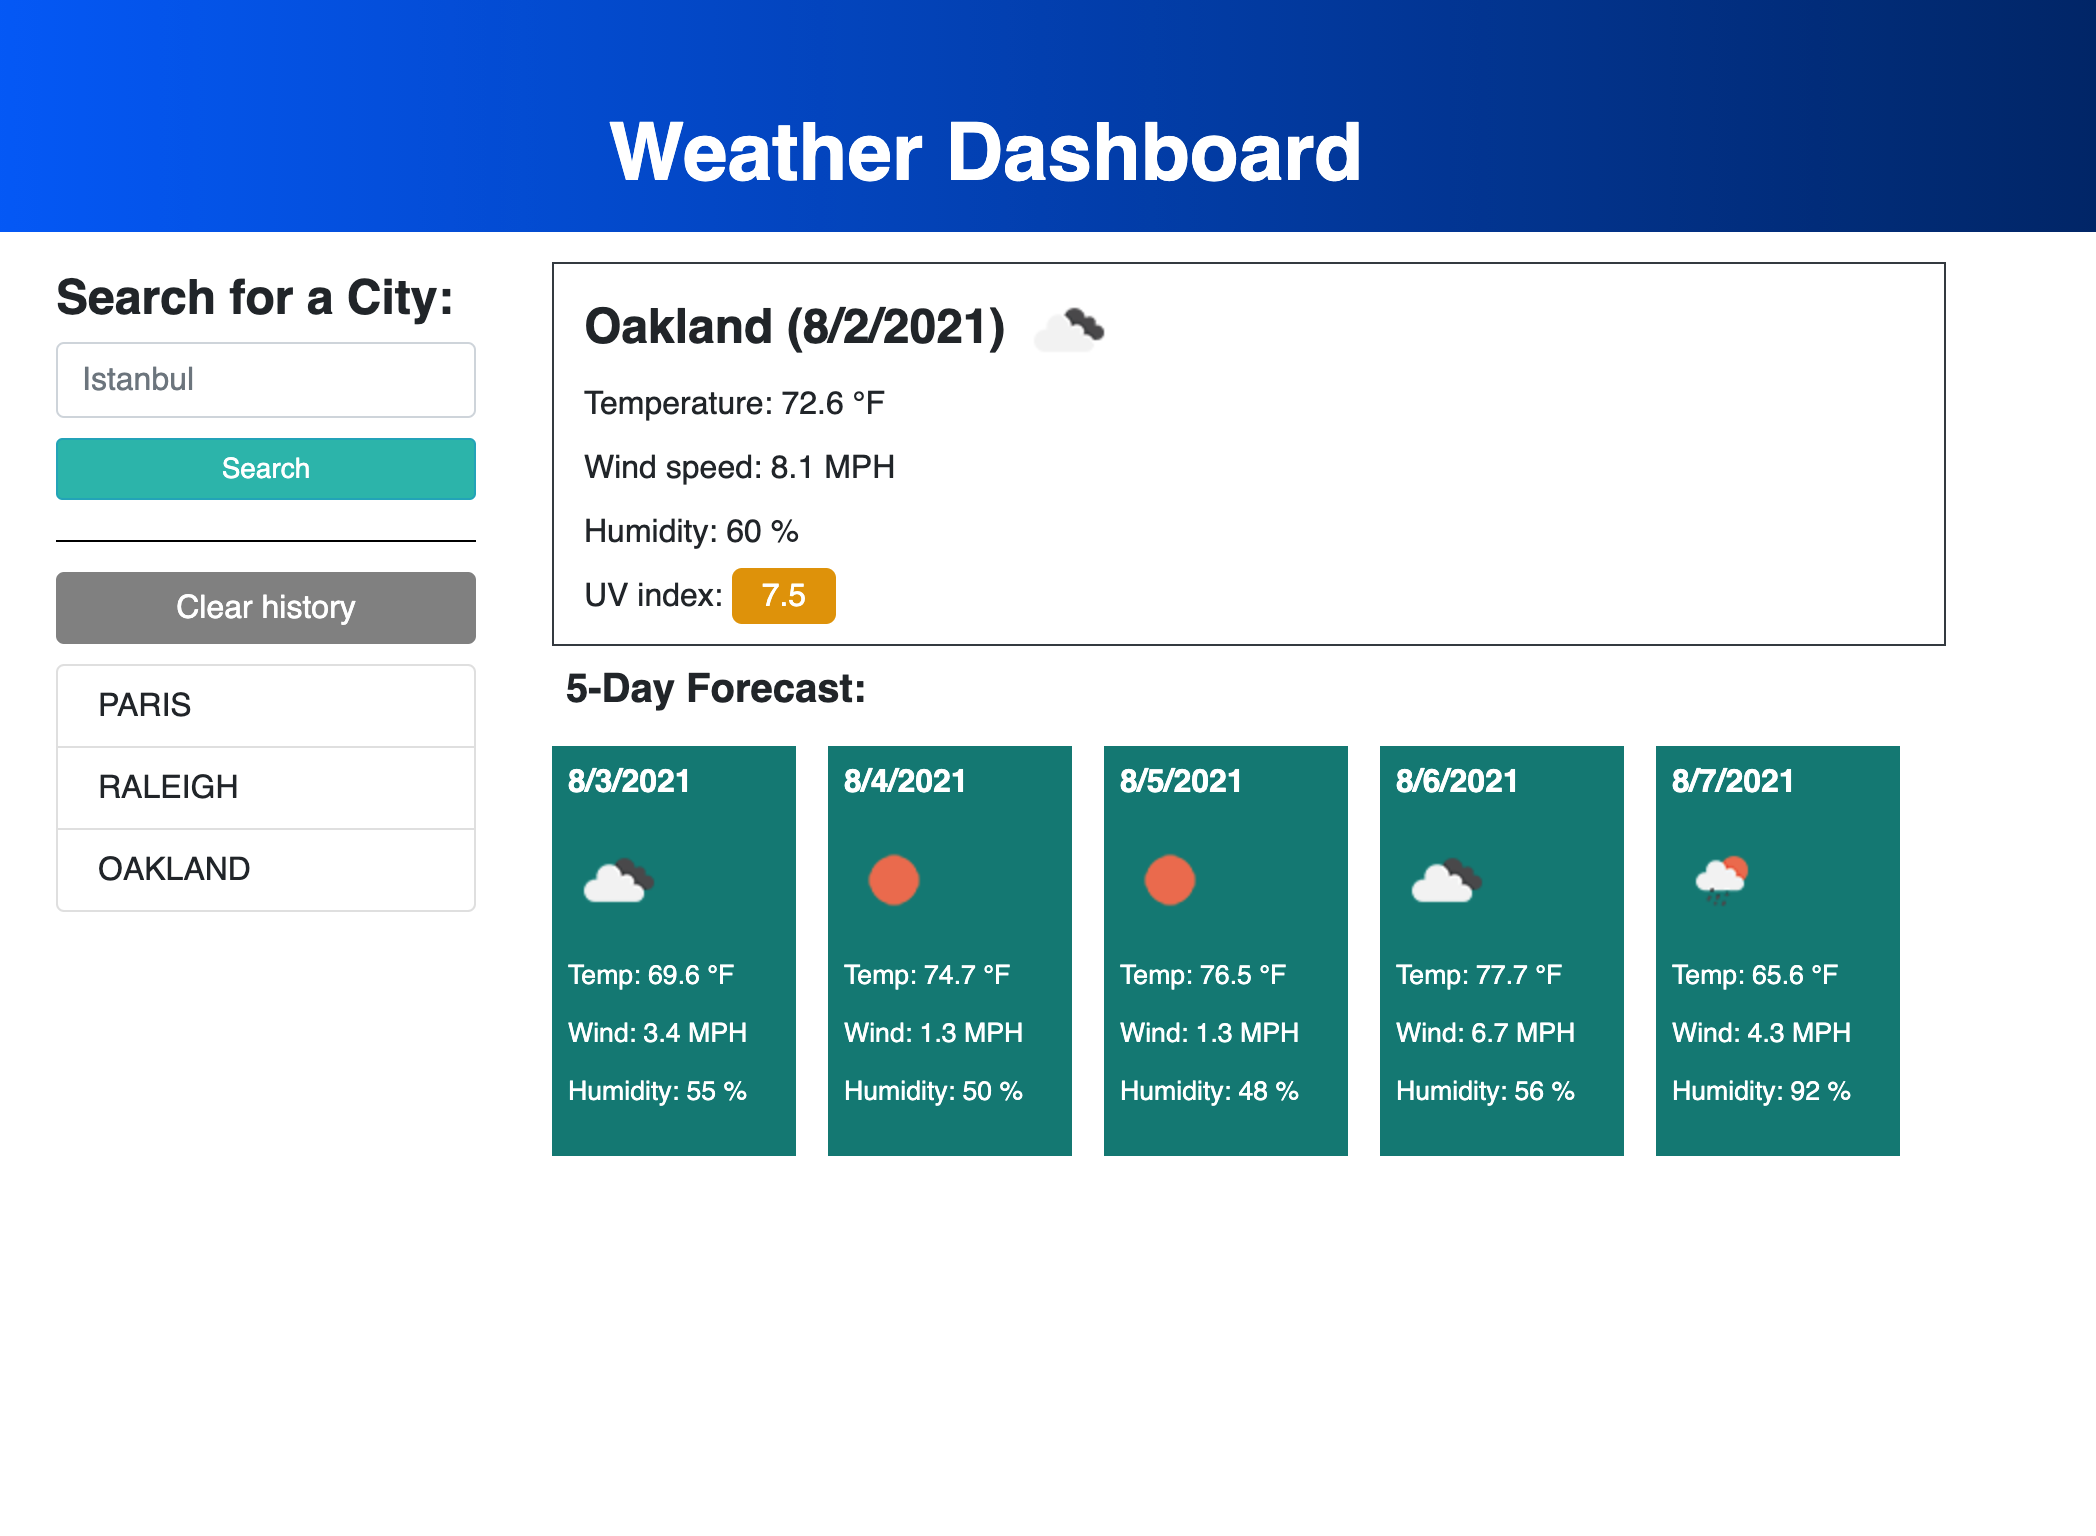 Weather Dashboard
Search for a City:
Istanbul
Search
Clear history
PARIS
RALEIGH
OAKLAND
Oakland (8/2/2021)
Temperature: 72.6 °F
Wind speed: 8.1 MPH
Humidity: 60 %
UV index: 7.5
5-Day Forecast:
8/3/2021
Temp: 69.6 °F
Wind: 3.4 MPH
Humidity: 55 %
8/4/2021
Temp: 74.7 °F
Wind: 1.3 MPH
Humidity: 50 %
8/5/2021
Temp: 76.5 °F
Wind: 1.3 MPH
Humidity: 48 %
8/6/2021
Temp: 77.7 °F
Wind: 6.7 MPH
Humidity: 56 %
8/7/2021
Temp: 65.6 °F
Wind: 4.3 MPH
Humidity: 92 %